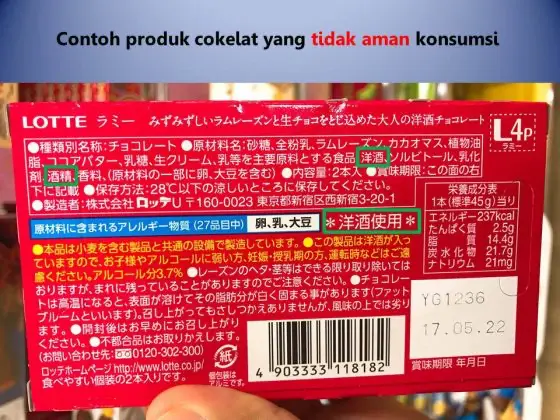 Contoh produk cokelat yang tidak aman konsumsi
LOTTE ラミー みずみずしいラムレーズンと生チョコをとじ込めた大人の洋酒チョコレート
L4P
ラミー
●種類別名称:チョコレート ●原材料名:砂糖、全粉乳、ラムレーズン、カカオマス、植物油
脂、ココアバター、乳糖、生クリーム、乳等を主要原料とする食品、洋酒、ソルビトール、乳化
剤、酒精、香料、(原材料の一部に卵、大豆を含む) ●内容量:2本入 ●賞味期限:この面の右
下に記載 ●保存方法:28℃以下の涼しいところに保存してください。
●製造者:株式会社 ロッテU 〒160-0023 東京都新宿区西新宿3-20-1
栄養成分表
1本(標準45g)当り
エネルギー 237kcal
たんぱく質 2.5g
脂質 14.4g
炭水化物 21.7g
ナトリウム 21mg
原材料に含まれるアレルギー物質(27品目中) 卵、乳、大豆 *洋酒使用*
●本品は小麦を含む製品と共通の設備で製造しています。 ●この製品は洋酒が入っ
ていますので、お子様やアルコールに弱い方、妊娠・授乳期の方、運転時などはご遠
慮ください。アルコール分3.7% ●レーズンのヘタ・茎等はできる限り取り除いては
おりますが、まれに残っていることがありますのでご注意ください。 ●チョコレー
トは高温になると、表面が溶けてその脂肪分が白く固まる事があります(ファット
ブルームといいます)。召し上がってもさしつかえありませんが、風味の上では劣り
ます。 ●開封後はお早めにお召し上がり
ください。 ●不都合品はお取りかえします。
(お問い合わせ先:0120-302-300)
ロッテホームページ http://www.lotte.co.jp
食べやすい個装の2本入りです。
紙
個包装は
アルミです。
4 903333 118182
YG1236
17.05.22
賞味期限 年月日